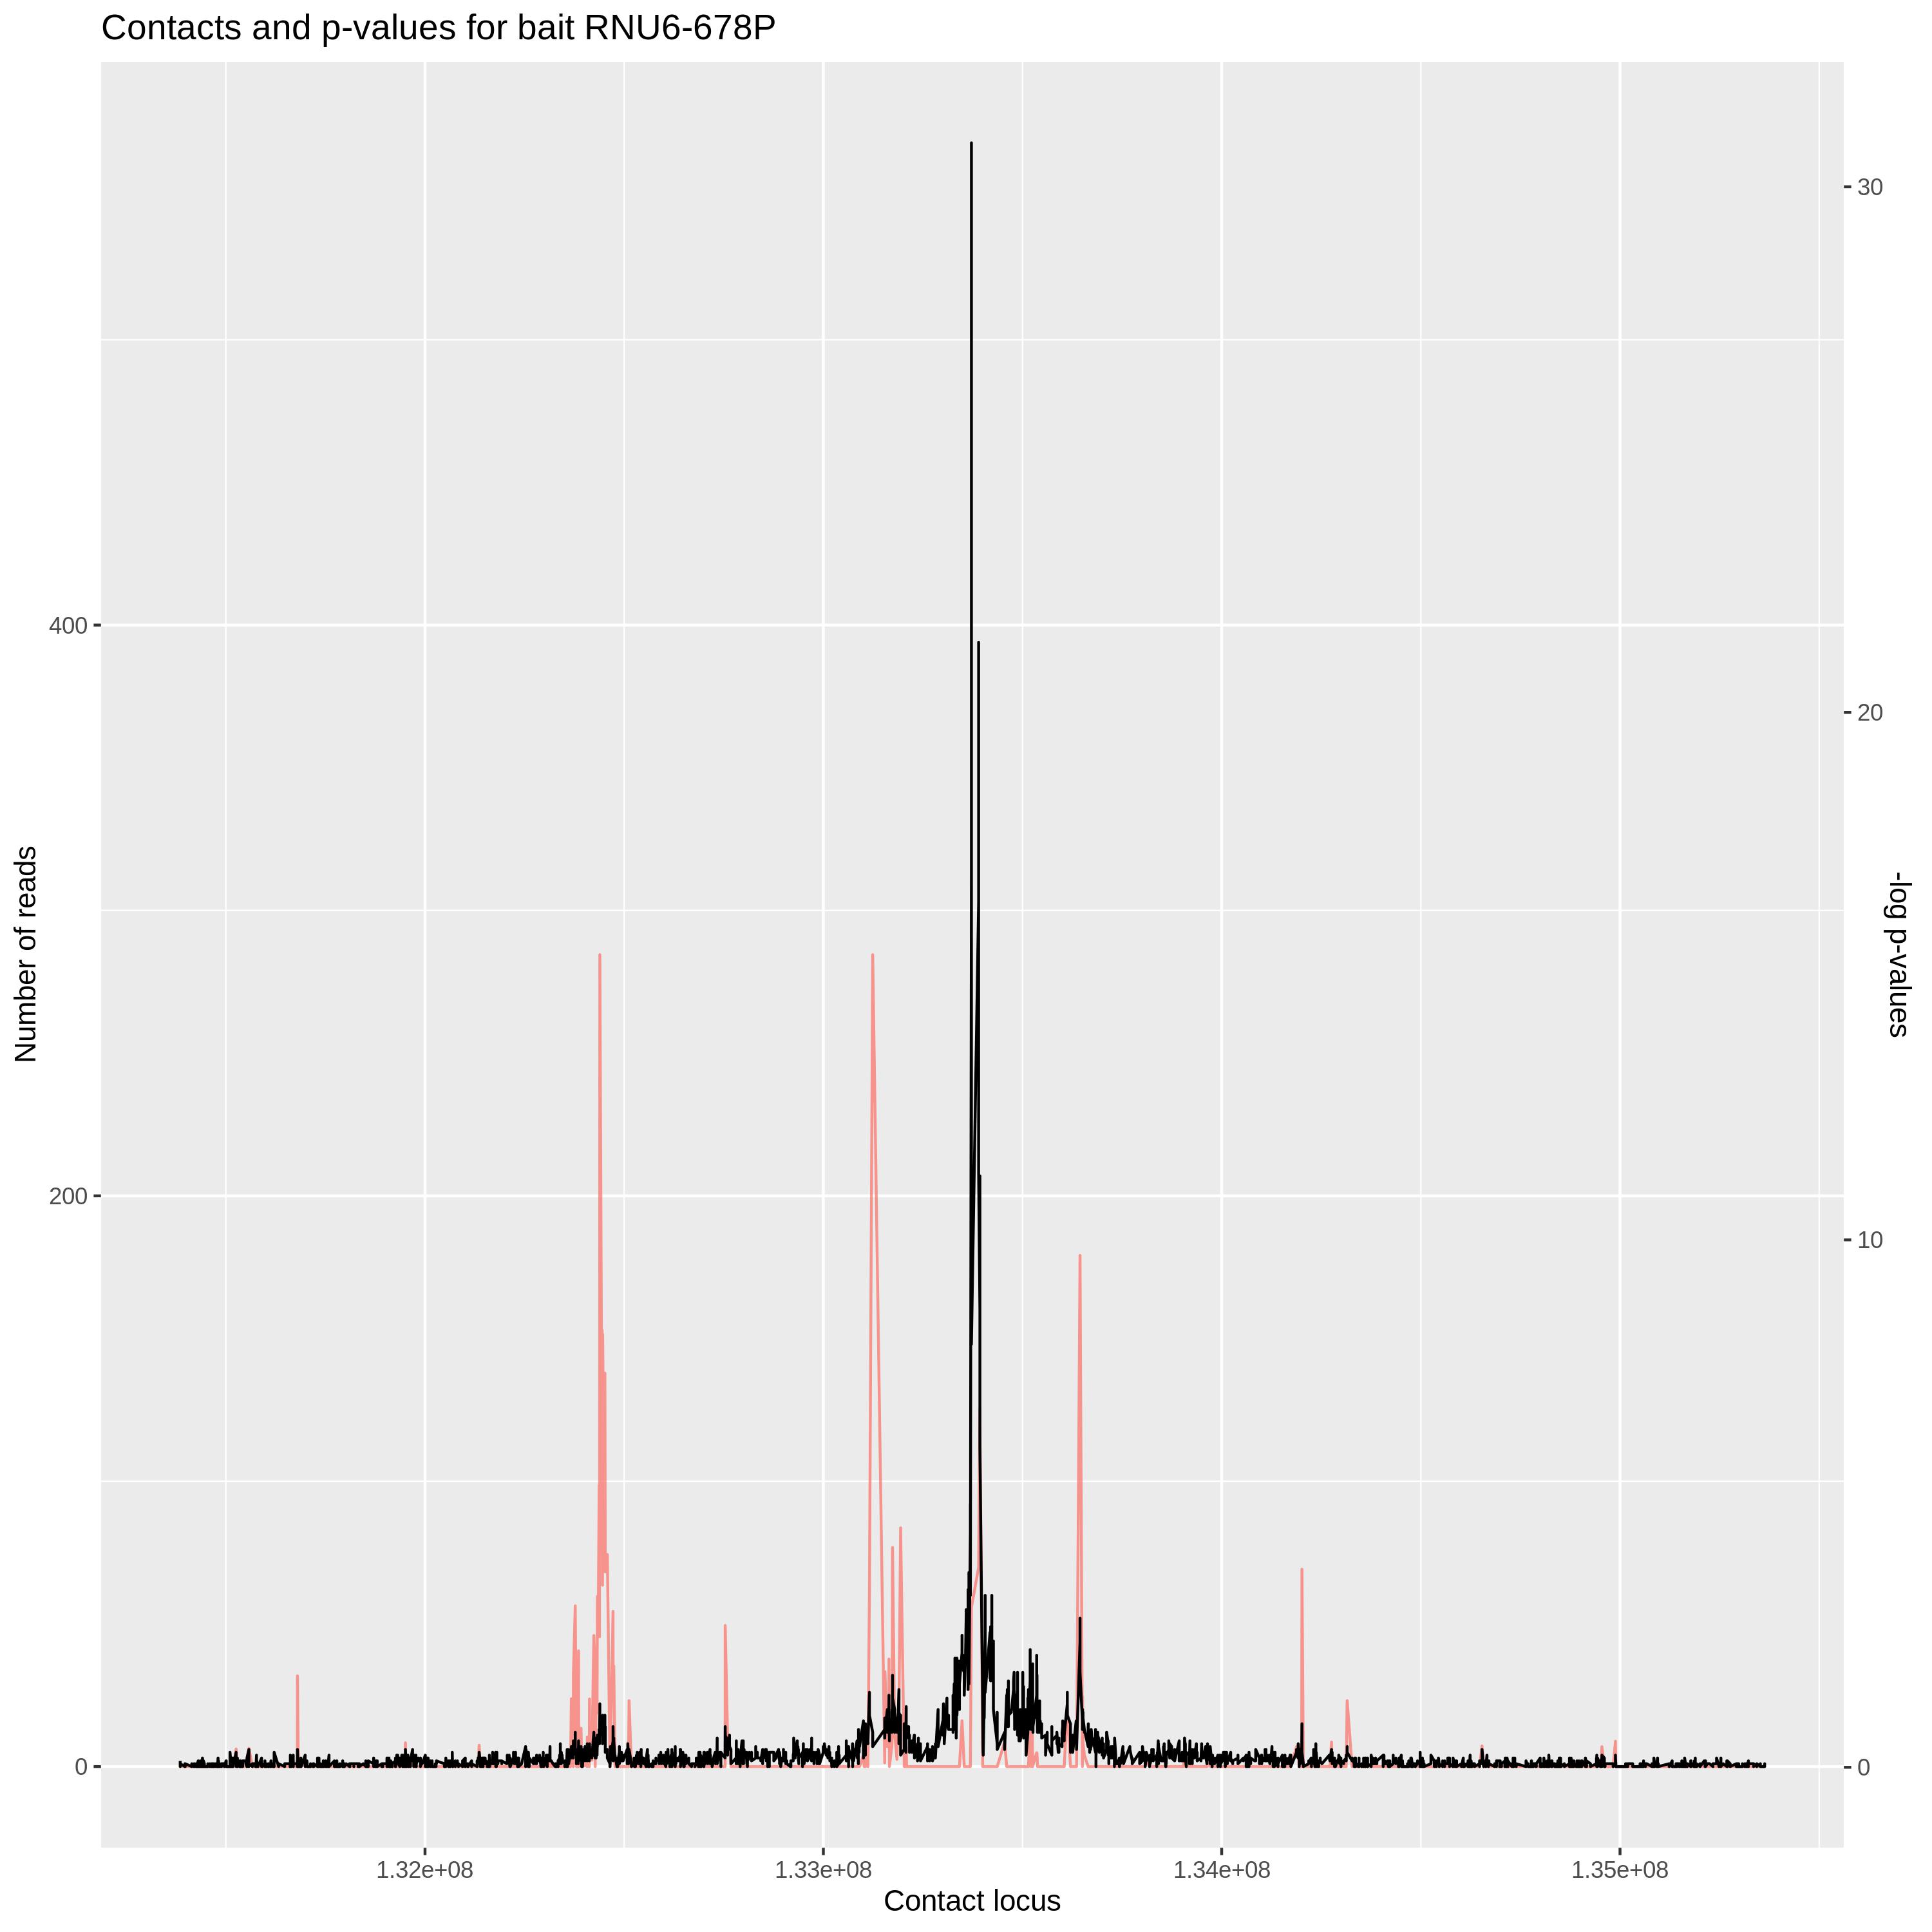 Contacts and p-values for bait RNU6-678P
Number of reads
400
200
0
30
20
10
0
-log p-values
1.32e+08 1.33e+08 1.34e+08 1.35e+08
Contact locus